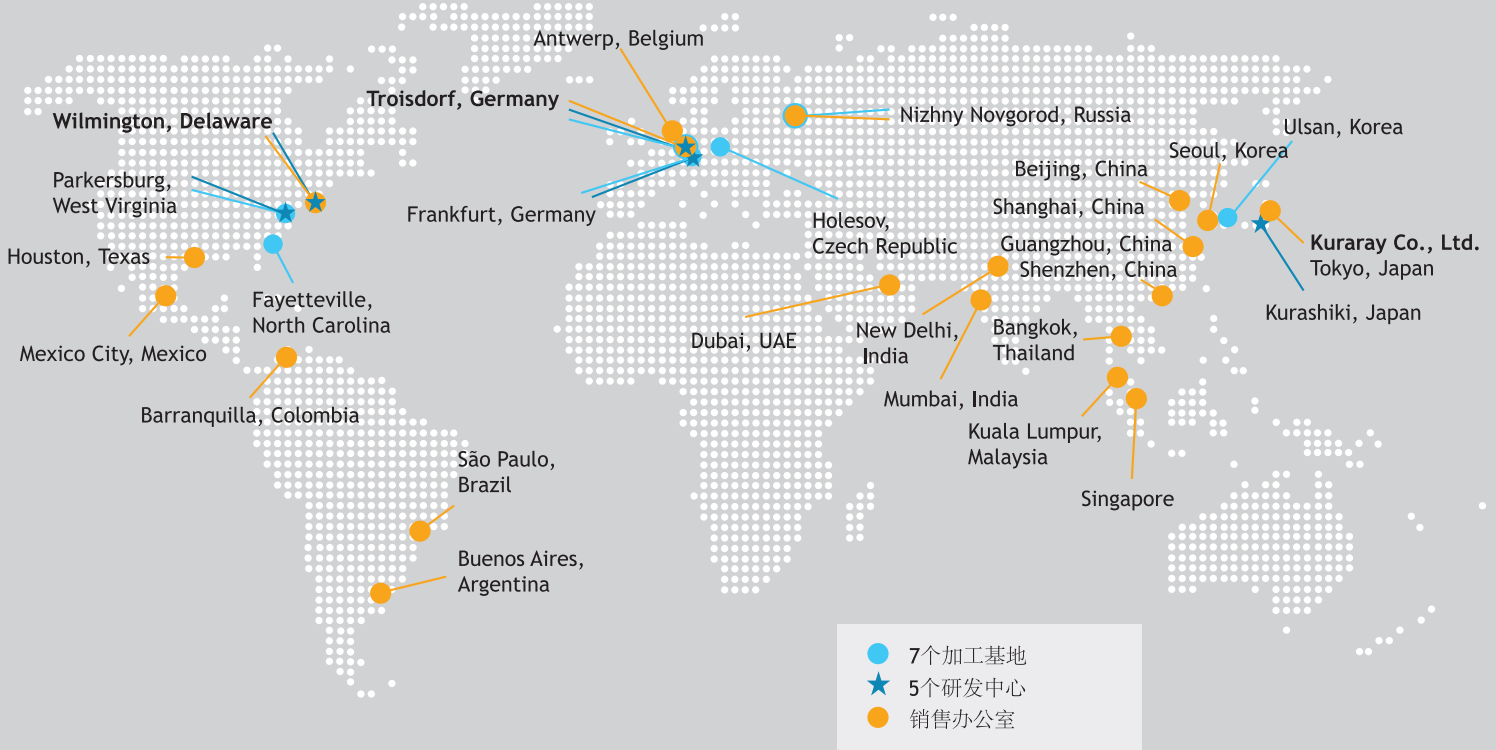 Antwerp, Belgium
Troisdorf, Germany
Wilmington, Delaware
Nizhny Novgorod, Russia
Ulsan, Korea
Seoul, Korea
Beijing, China
Parkersburg,
West Virginia
Frankfurt, Germany
Holesov,
Czech Republic
Shanghai, China
Guangzhou, China
Shenzhen, China
Kuraray Co., Ltd.
Tokyo, Japan
Houston, Texas
Fayetteville,
North Carolina
Kurashiki, Japan
Mexico City, Mexico
Dubai, UAE
New Delhi,
India
Bangkok,
Thailand
Barranquilla, Colombia
Mumbai, India
Kuala Lumpur,
Malaysia
São Paulo,
Brazil
Singapore
Buenos Aires,
Argentina
7个加工基地
5个研发中心
销售办公室